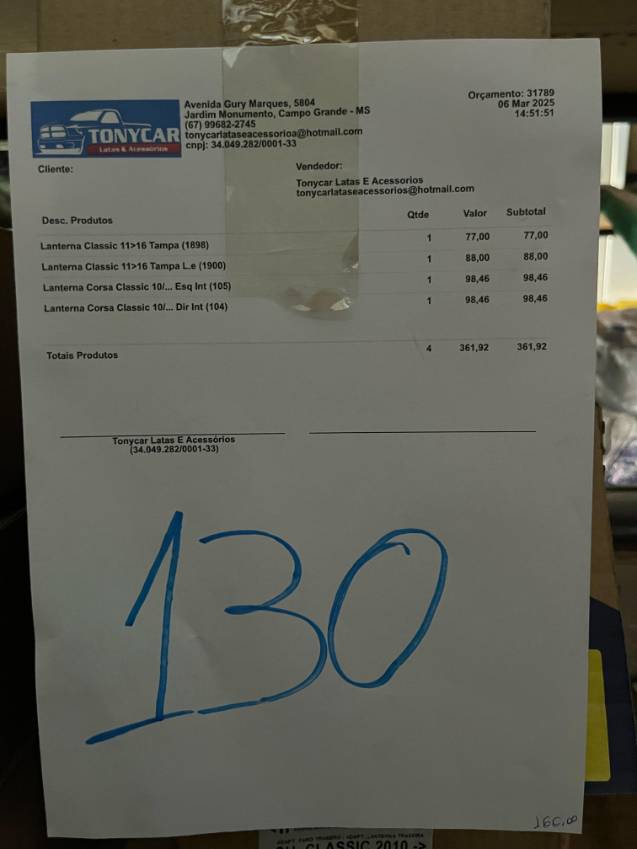 TONYCAR
Latas & Acessórios
Avenida Gury Marques, 5804
Jardim Monumento, Campo Grande - MS
(67) 99682-2745
tonycarlataseacessorioa@hotmail.com
cnpj: 34.049.282/0001-33
Orçamento: 31789
06 Mar 2025
14:51:51
Cliente:
Vendedor:
Tonycar Latas E Acessorios
tonycarlataseacessorios@hotmail.com
Desc. Produtos Qtde Valor Subtotal
Lanterna Classic 11>16 Tampa (1898) 1 77,00 77,00
Lanterna Classic 11>16 Tampa L.e (1900) 1 88,00 88,00
Lanterna Corsa Classic 10/... Esq Int (105) 1 98,46 98,46
Lanterna Corsa Classic 10/... Dir Int (104) 1 98,46 98,46
Totais Produtos 4 361,92 361,92
Tonycar Latas E Acessórios
(34.049.282/0001-33)
130
160,00
CLASSIC 2010 ->